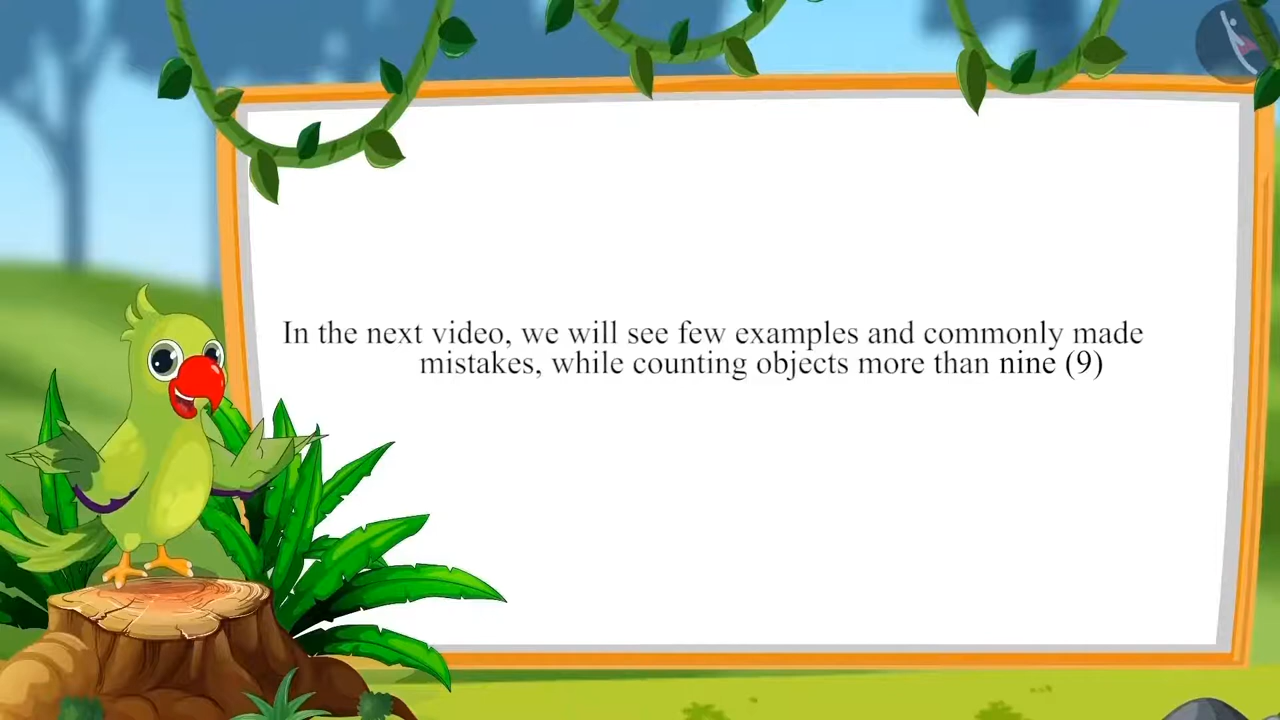 In the next video, we will see few examples and commonly made
mistakes, while counting objects more than nine (9)